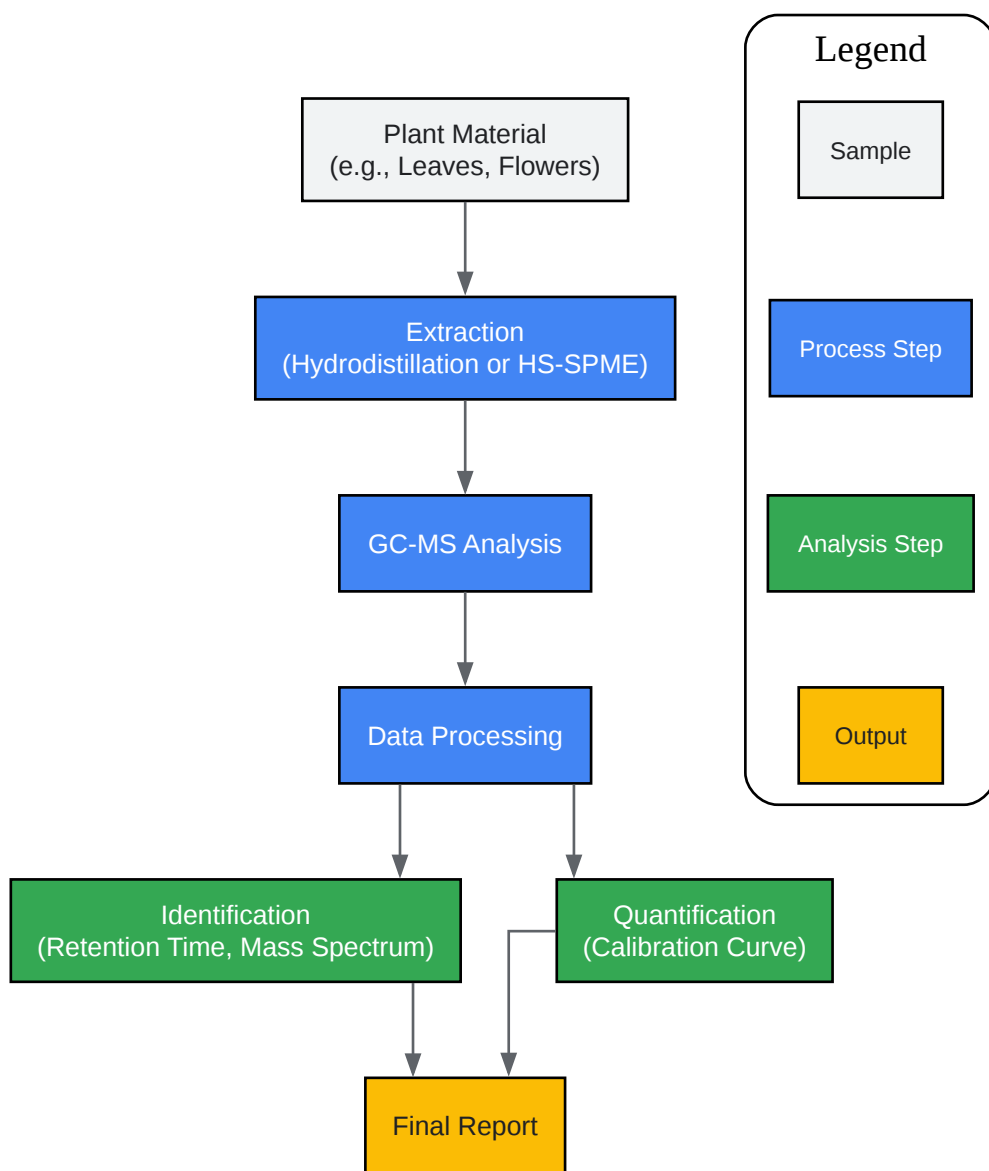 Plant Material
(e.g., Leaves, Flowers)
Extraction
(Hydrodistillation or HS-SPME)
GC-MS Analysis
Data Processing
Identification
(Retention Time, Mass Spectrum)
Quantification
(Calibration Curve)
Final Report
Legend
Sample
Process Step
Analysis Step
Output